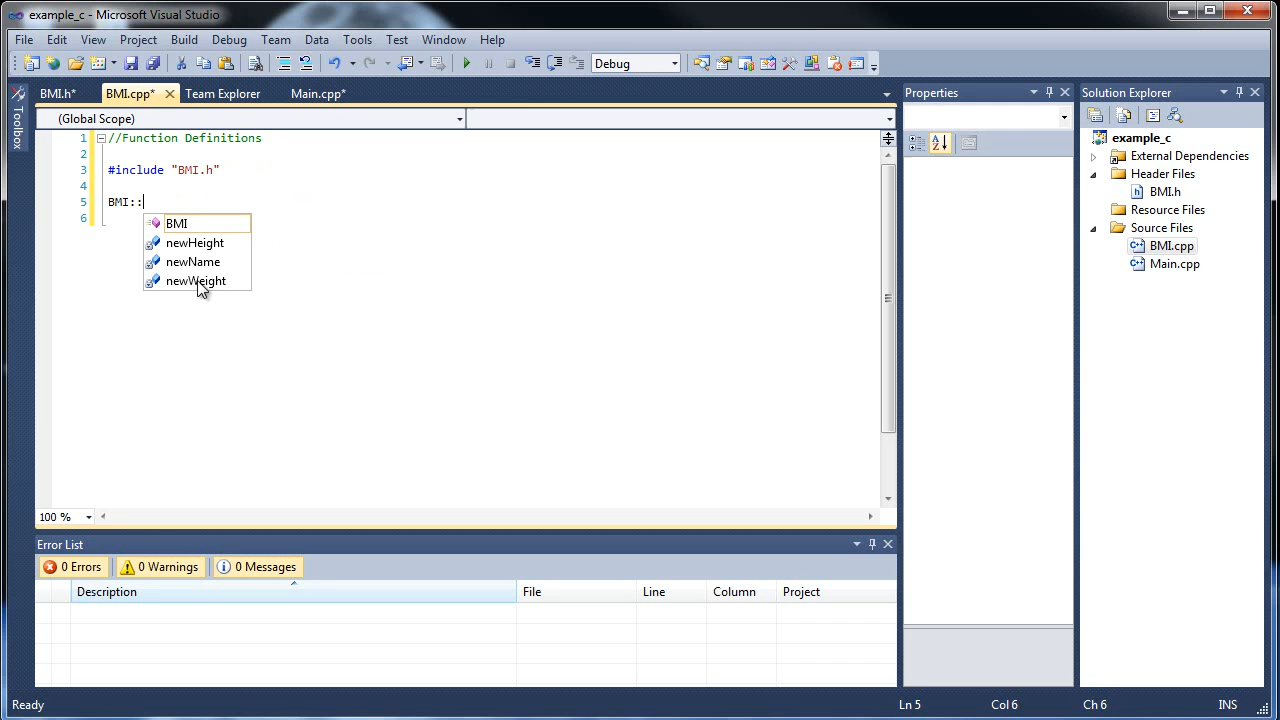 example_c - Microsoft Visual Studio
File Edit View Project Build Debug Team Data Tools Test Window Help
Debug
BMI.h* BMI.cpp* Team Explorer Main.cpp*
Toolbox
(Global Scope)
1 //Function Definitions
2
3 #include "BMI.h"
4
5 BMI::
6
BMI
newHeight
newName
newWeight
100 %
Error List
0 Errors 0 Warnings 0 Messages
Description File Line Column Project
Properties
Solution Explorer
example_c
External Dependencies
Header Files
BMI.h
Resource Files
Source Files
BMI.cpp
Main.cpp
Ready Ln 5 Col 6 Ch 6 INS